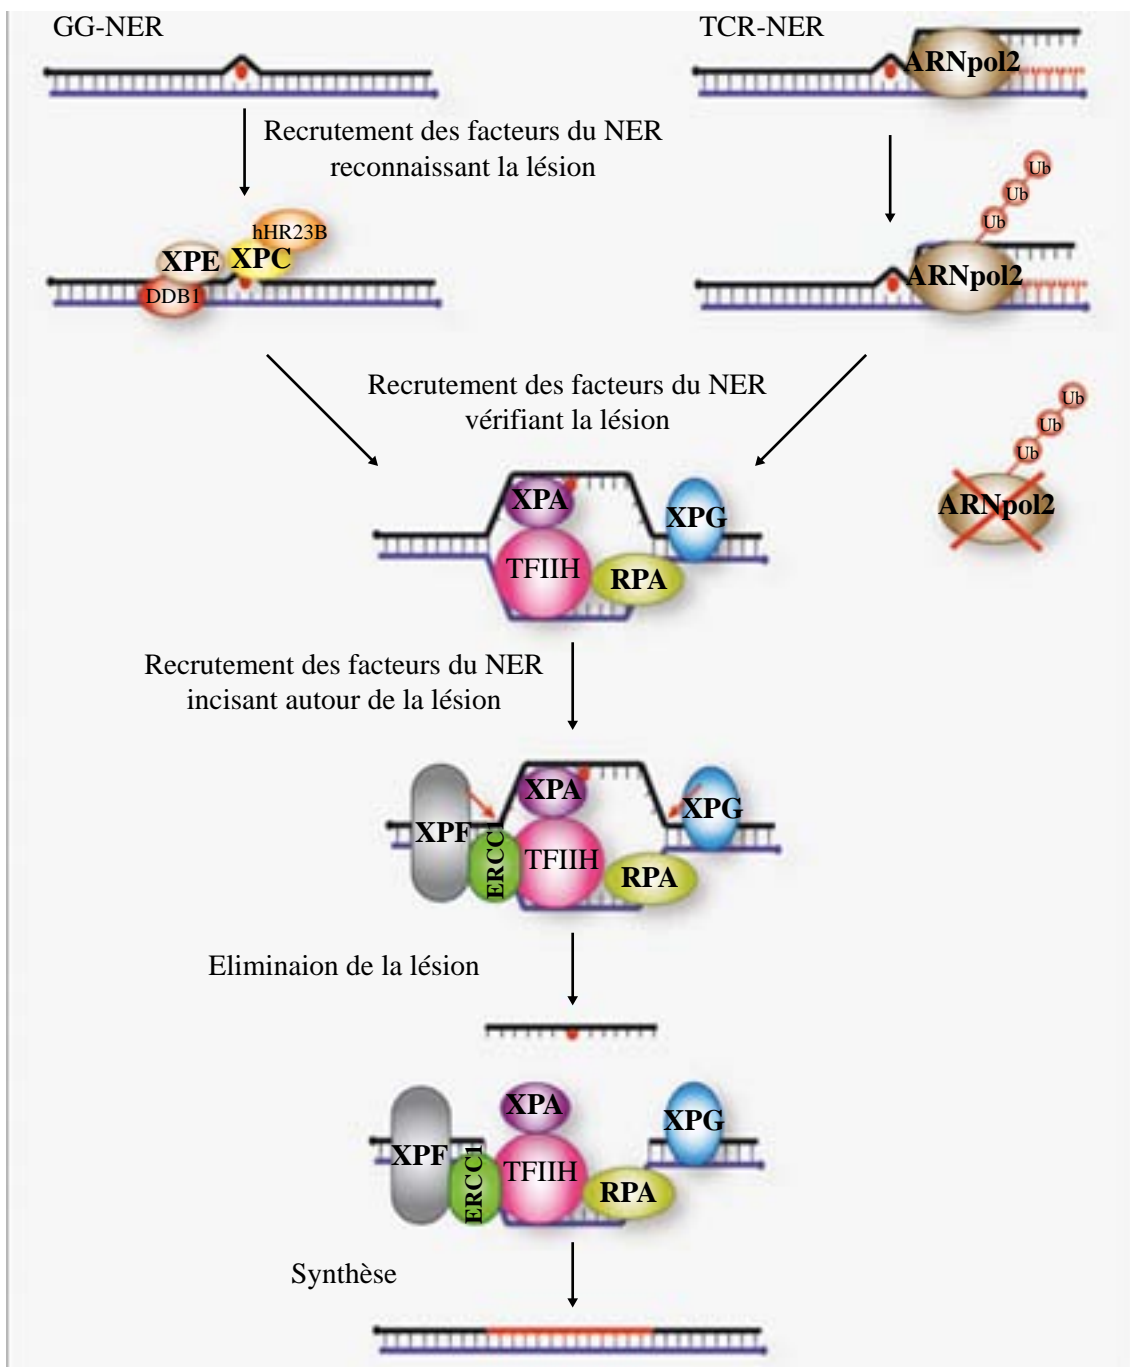 GG-NER
TCR-NER
ARNpol2
Recrutement des facteurs du NER
reconnaissant la lésion
Ub
Ub
Ub
hHR23B
XPE
XPC
DDB1
ARNpol2
Recrutement des facteurs du NER
vérifiant la lésion
Ub
Ub
Ub
ARNpol2
XPA
XPG
TFIIH
RPA
Recrutement des facteurs du NER
incisant autour de la lésion
XPA
XPG
XPF
ERCC1
TFIIH
RPA
Eliminaion de la lésion
XPA
XPG
XPF
ERCC1
TFIIH
RPA
Synthèse